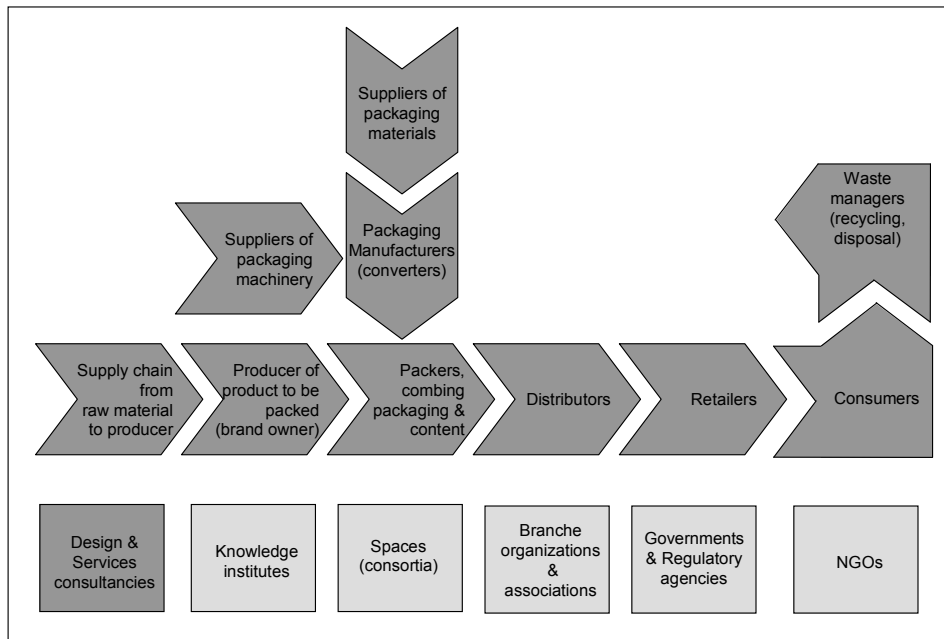 Suppliers of
packaging
materials
Waste
managers
(recycling,
disposal)
Suppliers of
packaging
machinery
Packaging
Manufacturers
(converters)
Supply chain
from
raw material
to producer
Producer of
product to be
packed
(brand owner)
Packers,
combing
packaging &
content
Distributors
Retailers
Consumers
Design &
Services
consultancies
Knowledge
institutes
Spaces
(consortia)
Branche
organizations
&
associations
Governments
& Regulatory
agencies
NGOs